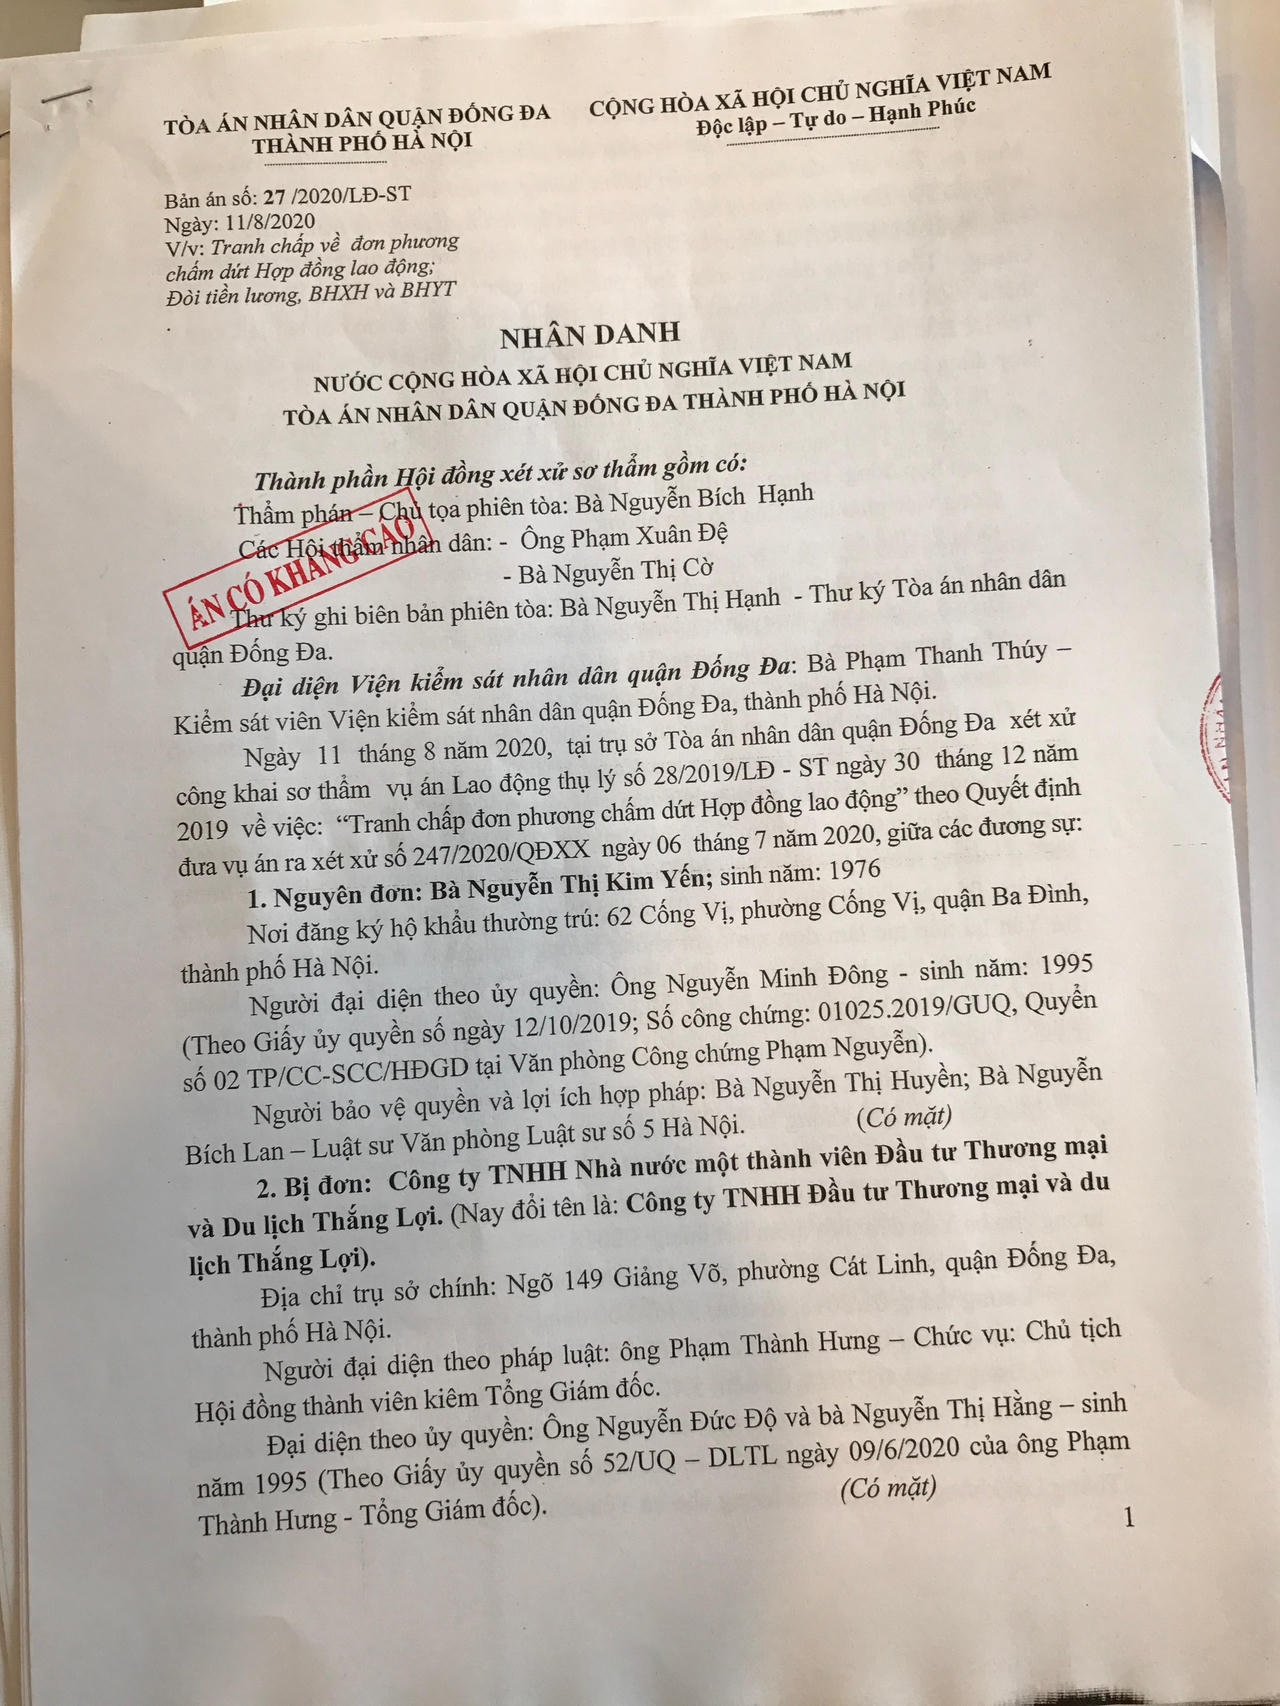 TÒA ÁN NHÂN DÂN QUẬN ĐỐNG ĐA
THÀNH PHỐ HÀ NỘI
CỘNG HÒA XÃ HỘI CHỦ NGHĨA VIỆT NAM
Độc lập – Tự do – Hạnh Phúc
Bản án số: 27 /2020/LĐ-ST
Ngày: 11/8/2020
V/v: Tranh chấp về đơn phương
chấm dứt Hợp đồng lao động;
Đòi tiền lương, BHXH và BHYT
NHÂN DANH
NƯỚC CỘNG HÒA XÃ HỘI CHỦ NGHĨA VIỆT NAM
TÒA ÁN NHÂN DÂN QUẬN ĐỐNG ĐA THÀNH PHỐ HÀ NỘI
Thành phần Hội đồng xét xử sơ thẩm gồm có:
Thẩm phán – Chủ tọa phiên tòa: Bà Nguyễn Bích Hạnh
Các Hội thẩm nhân dân: - Ông Phạm Xuân Đệ
- Bà Nguyễn Thị Cờ
ÁN CÓ KHÁNG CÁO
Thư ký ghi biên bản phiên tòa: Bà Nguyễn Thị Hạnh - Thư ký Tòa án nhân dân
quận Đống Đa.
Đại diện Viện kiểm sát nhân dân quận Đống Đa: Bà Phạm Thanh Thúy –
Kiểm sát viên Viện kiểm sát nhân dân quận Đống Đa, thành phố Hà Nội.
Ngày 11 tháng 8 năm 2020, tại trụ sở Tòa án nhân dân quận Đống Đa xét xử
công khai sơ thẩm vụ án Lao động thụ lý số 28/2019/LĐ - ST ngày 30 tháng 12 năm
2019 về việc: “Tranh chấp đơn phương chấm dứt Hợp đồng lao động” theo Quyết định
đưa vụ án ra xét xử số 247/2020/QĐXX ngày 06 tháng 7 năm 2020, giữa các đương sự:
1. Nguyên đơn: Bà Nguyễn Thị Kim Yến; sinh năm: 1976
Nơi đăng ký hộ khẩu thường trú: 62 Cống Vị, phường Cống Vị, quận Ba Đình,
thành phố Hà Nội.
Người đại diện theo ủy quyền: Ông Nguyễn Minh Đông - sinh năm: 1995
(Theo Giấy ủy quyền số ngày 12/10/2019; Số công chứng: 01025.2019/GUQ, Quyển
số 02 TP/CC-SCC/HĐGD tại Văn phòng Công chứng Phạm Nguyễn).
Người bảo vệ quyền và lợi ích hợp pháp: Bà Nguyễn Thị Huyền; Bà Nguyễn
Bích Lan – Luật sư Văn phòng Luật sư số 5 Hà Nội. (Có mặt)
2. Bị đơn: Công ty TNHH Nhà nước một thành viên Đầu tư Thương mại
và Du lịch Thắng Lợi. (Nay đổi tên là: Công ty TNHH Đầu tư Thương mại và du
lịch Thắng Lợi).
Địa chỉ trụ sở chính: Ngõ 149 Giảng Võ, phường Cát Linh, quận Đống Đa,
thành phố Hà Nội.
Người đại diện theo pháp luật: ông Phạm Thành Hưng – Chức vụ: Chủ tịch
Hội đồng thành viên kiêm Tổng Giám đốc.
Đại diện theo ủy quyền: Ông Nguyễn Đức Độ và bà Nguyễn Thị Hằng – sinh
năm 1995 (Theo Giấy ủy quyền số 52/UQ – DLTL ngày 09/6/2020 của ông Phạm
Thành Hưng - Tổng Giám đốc). (Có mặt)
1